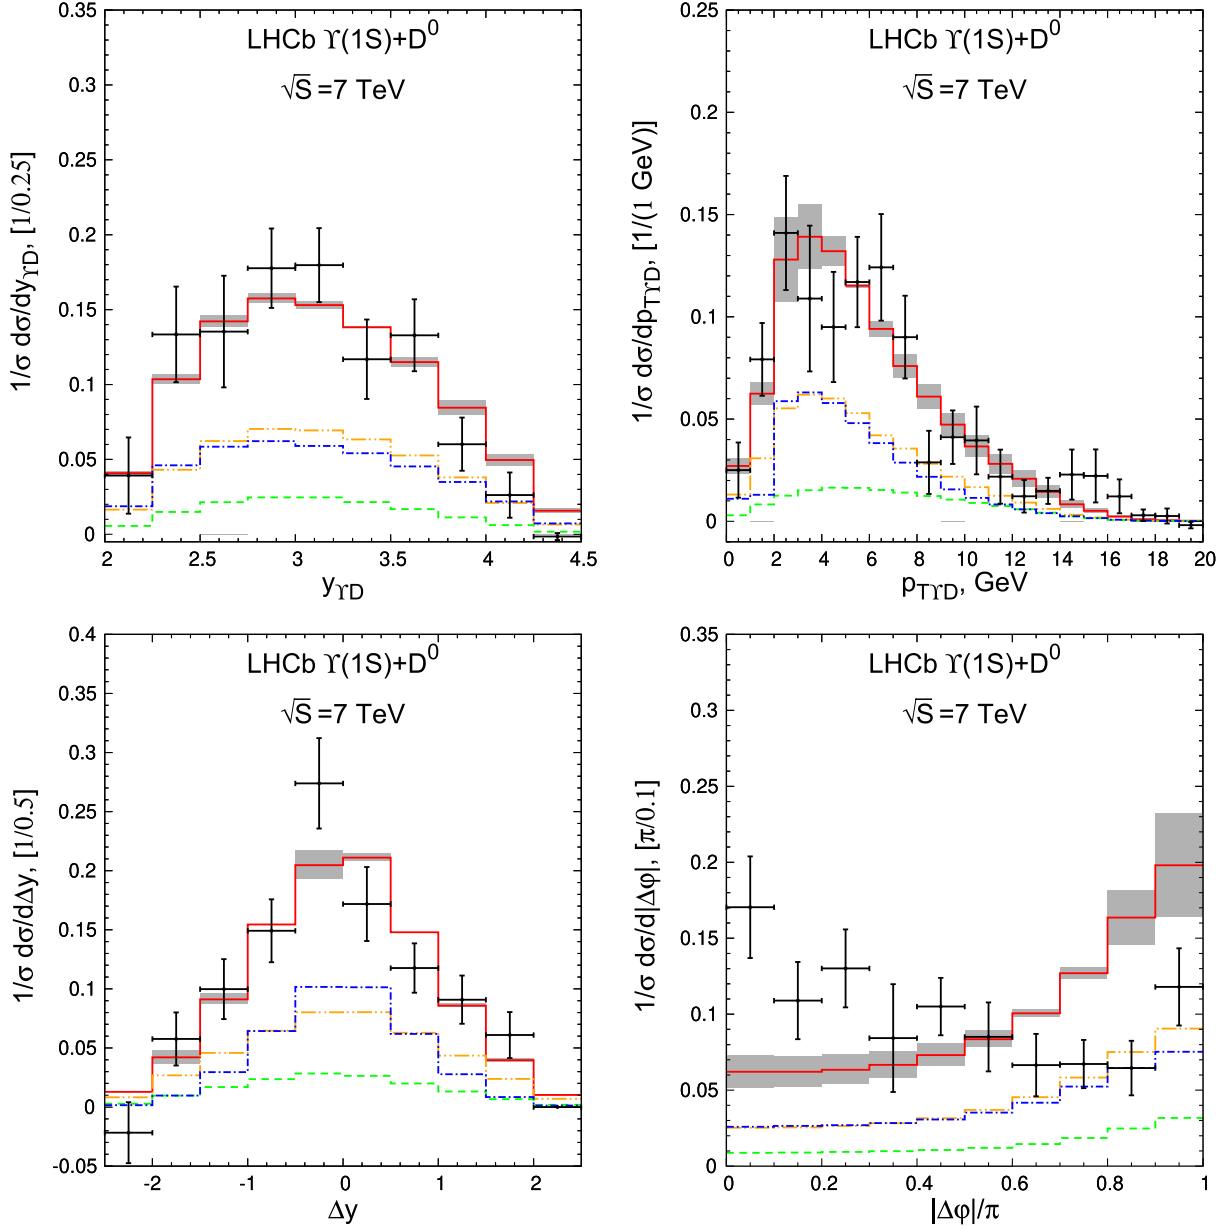 LHCb ϒ(1S)+D⁰
√S =7 TeV
1/σ dσ/dy_ϒD, [1/0.25]
0.35
0.3
0.25
0.2
0.15
0.1
0.05
0
2 2.5 3 3.5 4 4.5
y_ϒD
LHCb ϒ(1S)+D⁰
√S =7 TeV
1/σ dσ/dp_TϒD, [1/(1 GeV)]
0.25
0.2
0.15
0.1
0.05
0
0 2 4 6 8 10 12 14 16 18 20
p_TϒD, GeV
LHCb ϒ(1S)+D⁰
√S =7 TeV
1/σ dσ/dΔy, [1/0.5]
0.4
0.35
0.3
0.25
0.2
0.15
0.1
0.05
0
-0.05
-2 -1 0 1 2
Δy
LHCb ϒ(1S)+D⁰
√S =7 TeV
1/σ dσ/d|Δφ|, [π/0.1]
0.35
0.3
0.25
0.2
0.15
0.1
0.05
0
0 0.2 0.4 0.6 0.8 1
|Δφ|/π